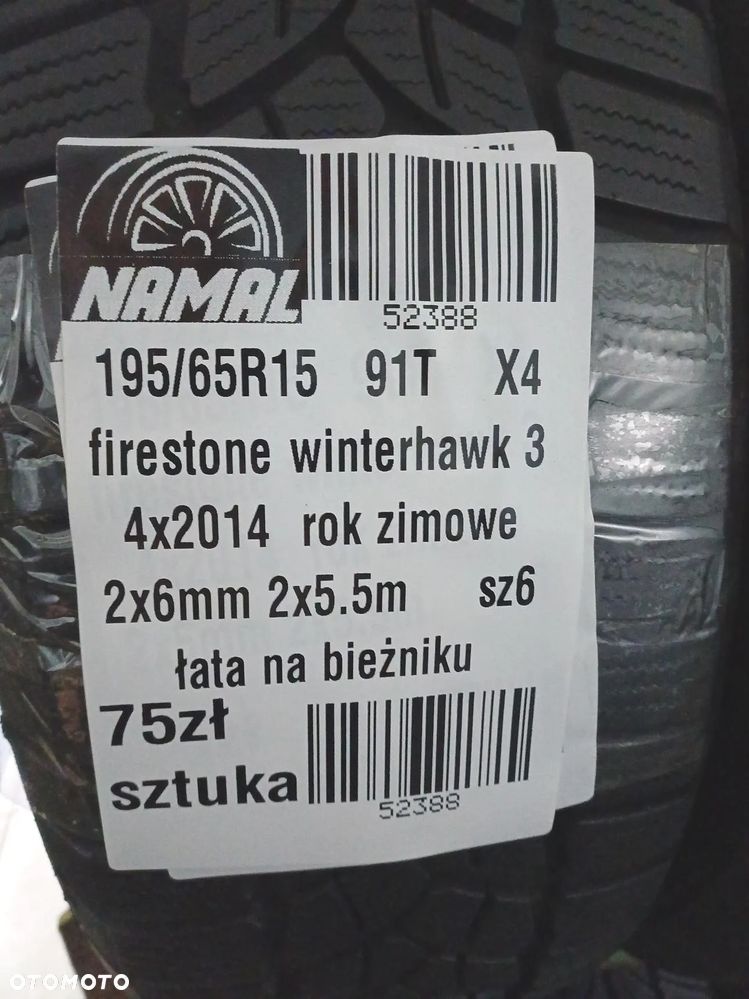 NAMAL
52388
195/65R15 91T X4
firestone winterhawk 3
4x2014 rok zimowe
2x6mm 2x5.5m sz6
łata na bieżniku
75zł
sztuka
52388
OTOMOTO